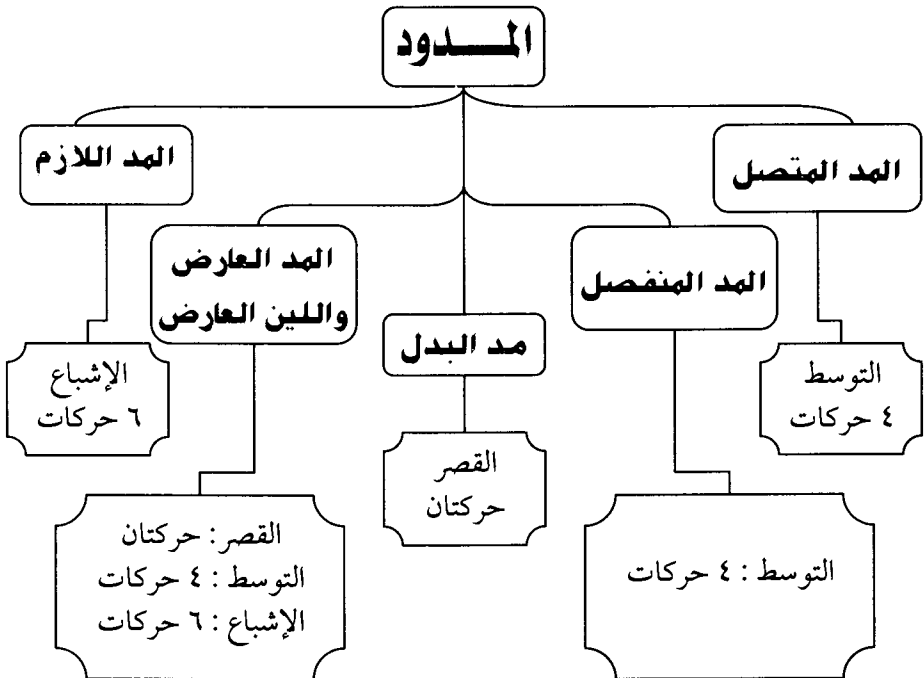 المــدود
المد المتصل
التوسط
٤ حركات
المد المنفصل
التوسط : ٤ حركات
مد البدل
القصر
حركتان
المد العارض
واللين العارض
القصر : حركتان
التوسط : ٤ حركات
الإشباع : ٦ حركات
المد اللازم
الإشباع
٦ حركات